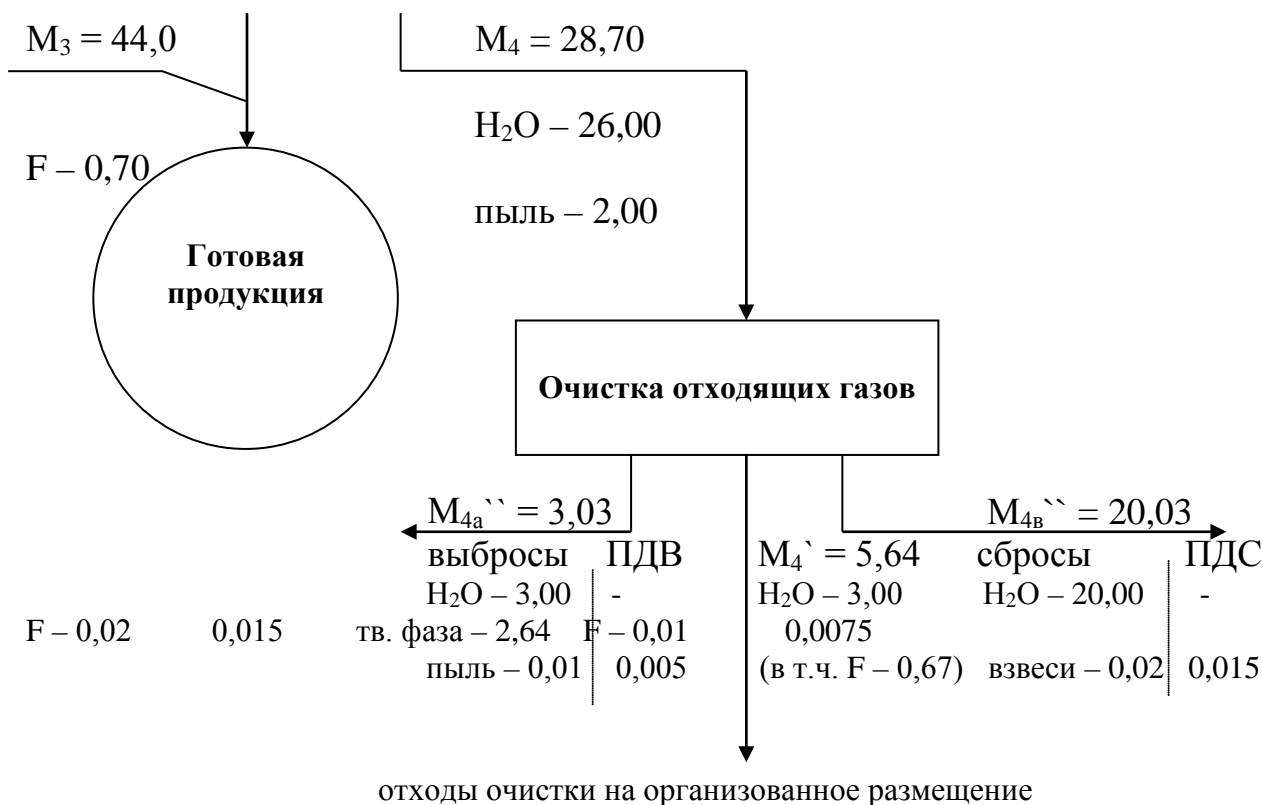 M₃ = 44,0
M₄ = 28,70
H₂O – 26,00
F – 0,70
пыль – 2,00
Готовая
продукция
Очистка отходящих газов
M₄ₐ`` = 3,03
M₄в`` = 20,03
выбросы ПДВ M₄` = 5,64 сбросы ПДС
H₂O – 3,00 - H₂O – 3,00 H₂O – 20,00 -
F – 0,02 0,015 тв. фаза – 2,64 F – 0,01 0,0075
пыль – 0,01 0,005 (в т.ч. F – 0,67) взвеси – 0,02 0,015
отходы очистки на организованное размещение